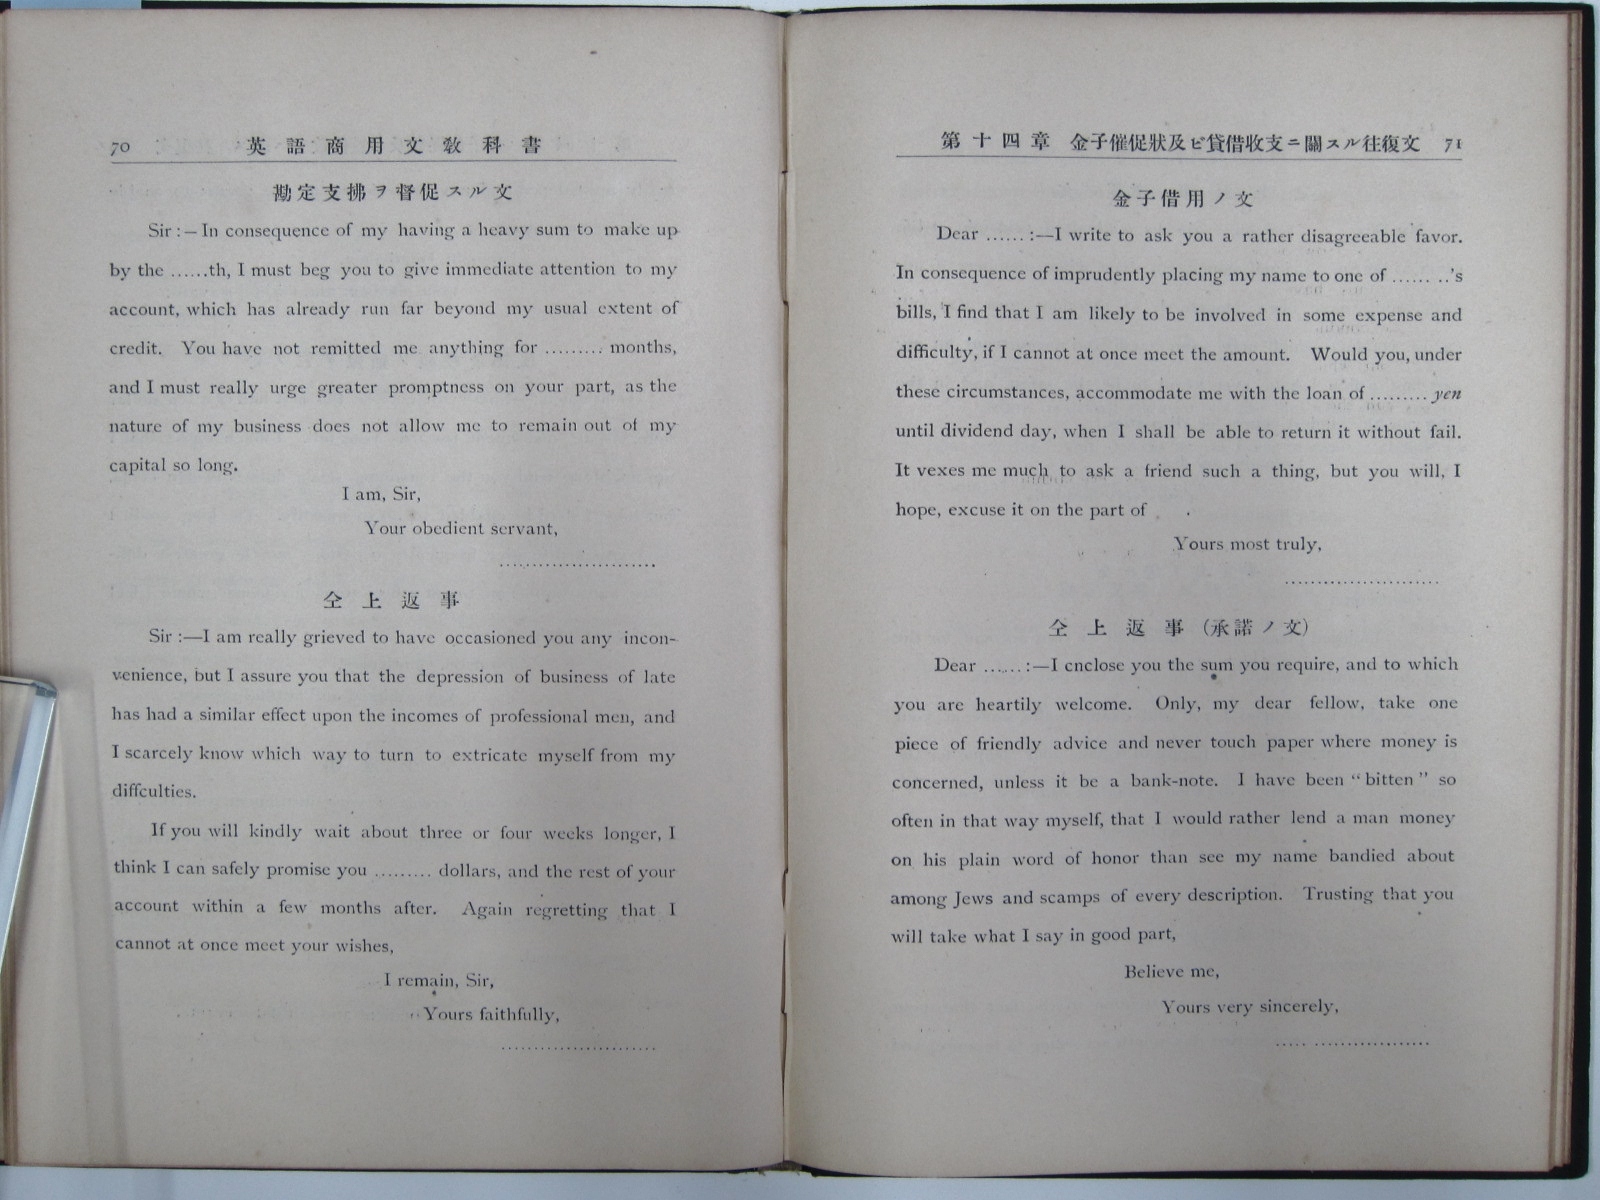 70 英語商用文教科書
勘定支拂ヲ督促スル文
Sir :—In consequence of my having a heavy sum to make up
by the ......th, I must beg you to give immediate attention to my
account, which has already run far beyond my usual extent of
credit. You have not remitted me anything for ......... months,
and I must really urge greater promptness on your part, as the
nature of my business does not allow me to remain out of my
capital so long.
I am, Sir,
Your obedient servant,
........................
仝上返事
Sir :—I am really grieved to have occasioned you any incon-
venience, but I assure you that the depression of business of late
has had a similar effect upon the incomes of professional men, and
I scarcely know which way to turn to extricate myself from my
diffculties.
If you will kindly wait about three or four weeks longer, I
think I can safely promise you ......... dollars, and the rest of your
account within a few months after. Again regretting that I
cannot at once meet your wishes,
I remain, Sir,
Yours faithfully,
........................
第十四章 金子催促狀及ビ貸借收支ニ關スル往復文 71
金子借用ノ文
Dear ...... :—I write to ask you a rather disagreeable favor.
In consequence of imprudently placing my name to one of ...... ..'s
bills, I find that I am likely to be involved in some expense and
difficulty, if I cannot at once meet the amount. Would you, under
these circumstances, accommodate me with the loan of ......... yen
until dividend day, when I shall be able to return it without fail.
It vexes me much to ask a friend such a thing, but you will, I
hope, excuse it on the part of
Yours most truly,
........................
仝上返事 (承諾ノ文)
Dear ...... :—I enclose you the sum you require, and to which
you are heartily welcome. Only, my dear fellow, take one
piece of friendly advice and never touch paper where money is
concerned, unless it be a bank-note. I have been "bitten" so
often in that way myself, that I would rather lend a man money
on his plain word of honor than see my name bandied about
among Jews and scamps of every description. Trusting that you
will take what I say in good part,
Believe me,
Yours very sincerely,
..... ..................